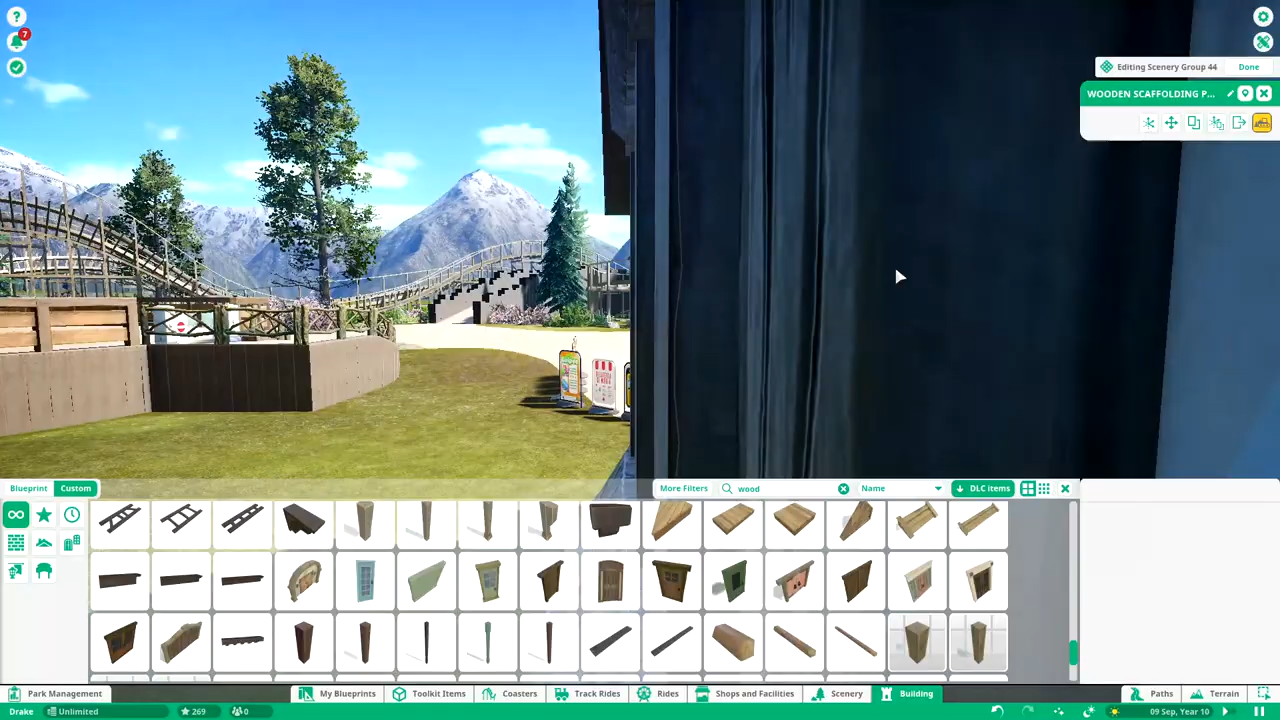 7
Editing Scenery Group 44 Done
WOODEN SCAFFOLDING P...
Blueprint Custom
More Filters wood Name DLC items
Park Management My Blueprints Toolkit Items Coasters Track Rides Rides Shops and Facilities Scenery Building Paths Terrain
Drake Unlimited 269 0 09 Sep, Year 10